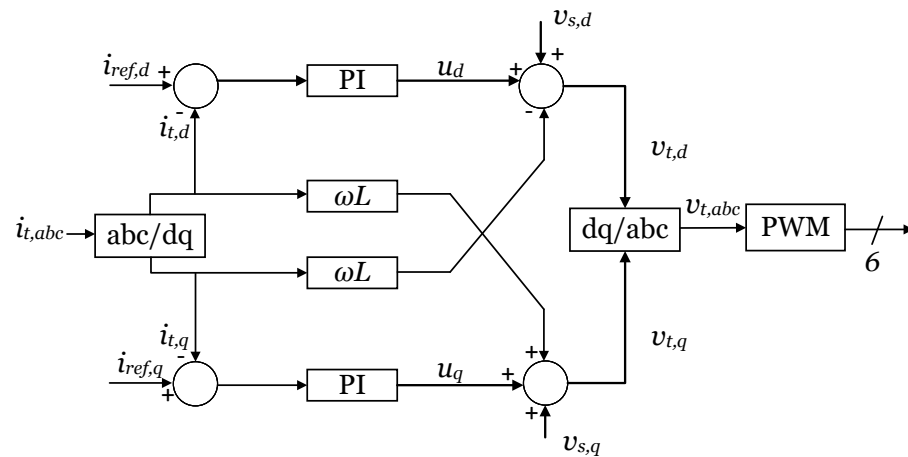 v_{s,d}
i_{ref,d} + PI u_d + +
-
i_{t,d}
-
v_{t,d}
ωL
i_{t,abc} abc/dq dq/abc v_{t,abc} PWM
6
ωL
i_{t,q}
v_{t,q}
- +
i_{ref,q} + PI u_q + +
v_{s,q}